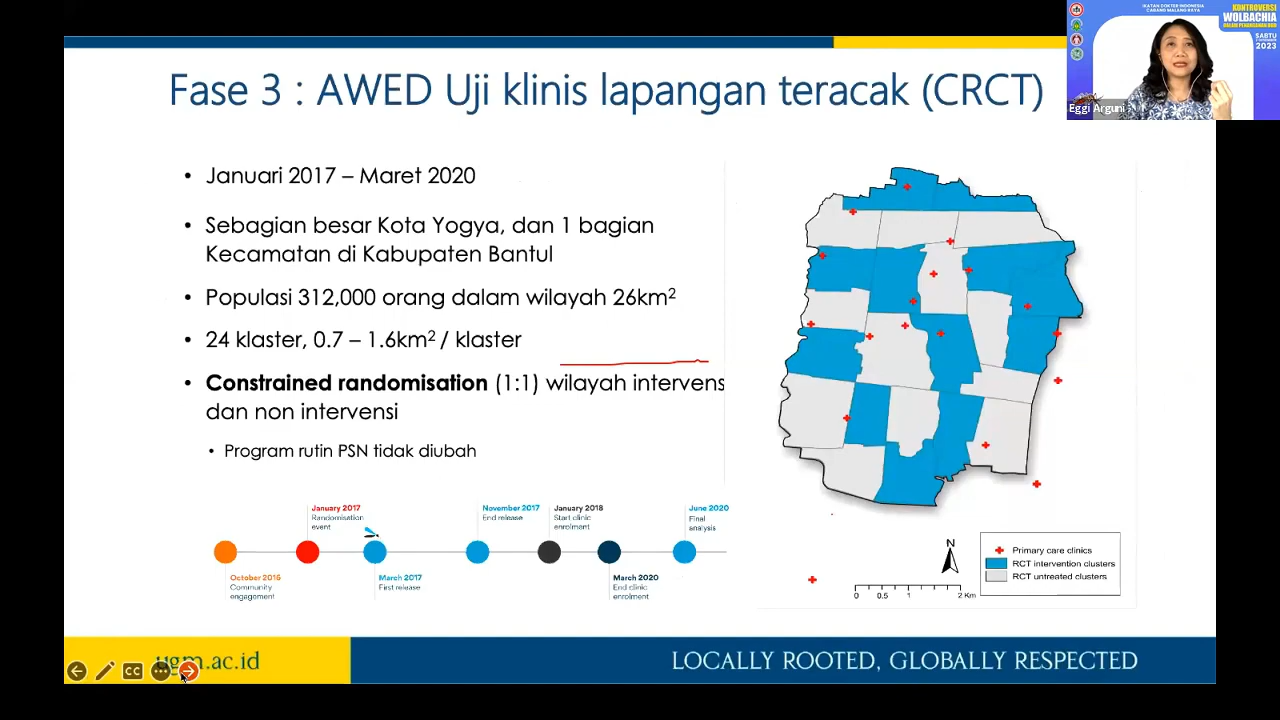 IKATAN DOKTER INDONESIA
CABANG MALANG RAYA
KONTROVERSI
WOLBACHIA
SABTU
2023
Eggi Arguni
Fase 3 : AWED Uji klinis lapangan teracak (CRCT)
• Januari 2017 – Maret 2020
• Sebagian besar Kota Yogya, dan 1 bagian
Kecamatan di Kabupaten Bantul
• Populasi 312,000 orang dalam wilayah 26km²
• 24 klaster, 0.7 – 1.6km² / klaster
• Constrained randomisation (1:1) wilayah intervens
dan non intervensi
• Program rutin PSN tidak diubah
January 2017
Randomisation
event
November 2017
End release
January 2018
Start clinic
enrolment
June 2020
Final
analysis
October 2016
Community
engagement
March 2017
First release
March 2020
End clinic
enrolment
N
0 0.5 1 2 Km
Primary care clinics
RCT intervention clusters
RCT untreated clusters
CC
ugm.ac.id
LOCALLY ROOTED, GLOBALLY RESPECTED